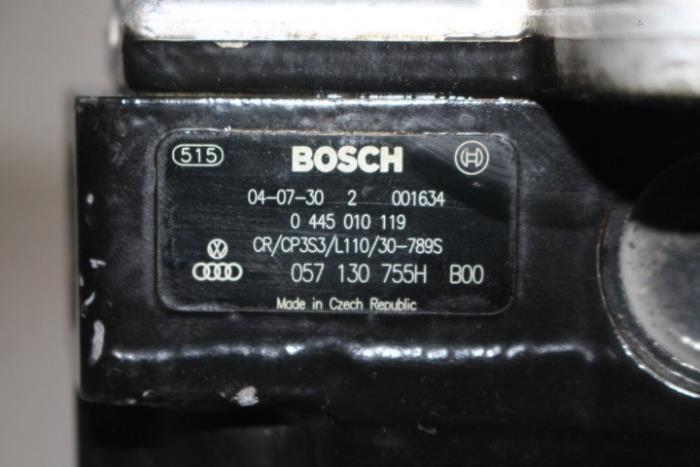 515 BOSCH
04-07-30 2 001634
0 445 010 119
CR/CP3S3/L110/30-789S
057 130 755H B00
Made in Czech Republic